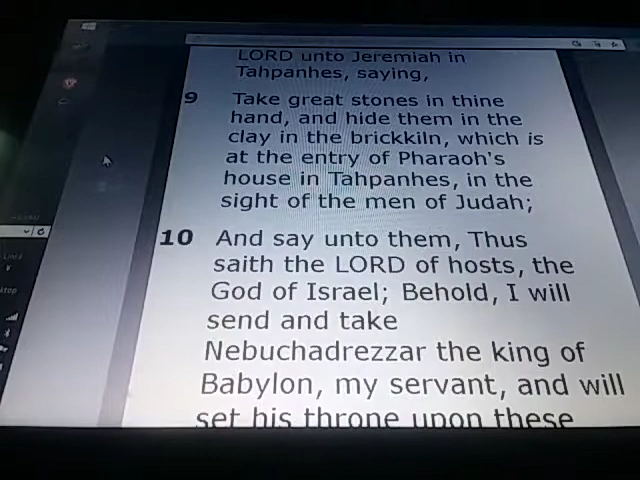 LORD unto Jeremiah in
Tahpanhes, saying,
9 Take great stones in thine
hand, and hide them in the
clay in the brickkiln, which is
at the entry of Pharaoh's
house in Tahpanhes, in the
sight of the men of Judah;
10 And say unto them, Thus
saith the LORD of hosts, the
God of Israel; Behold, I will
send and take
Nebuchadrezzar the king of
Babylon, my servant, and will
set his throne upon these